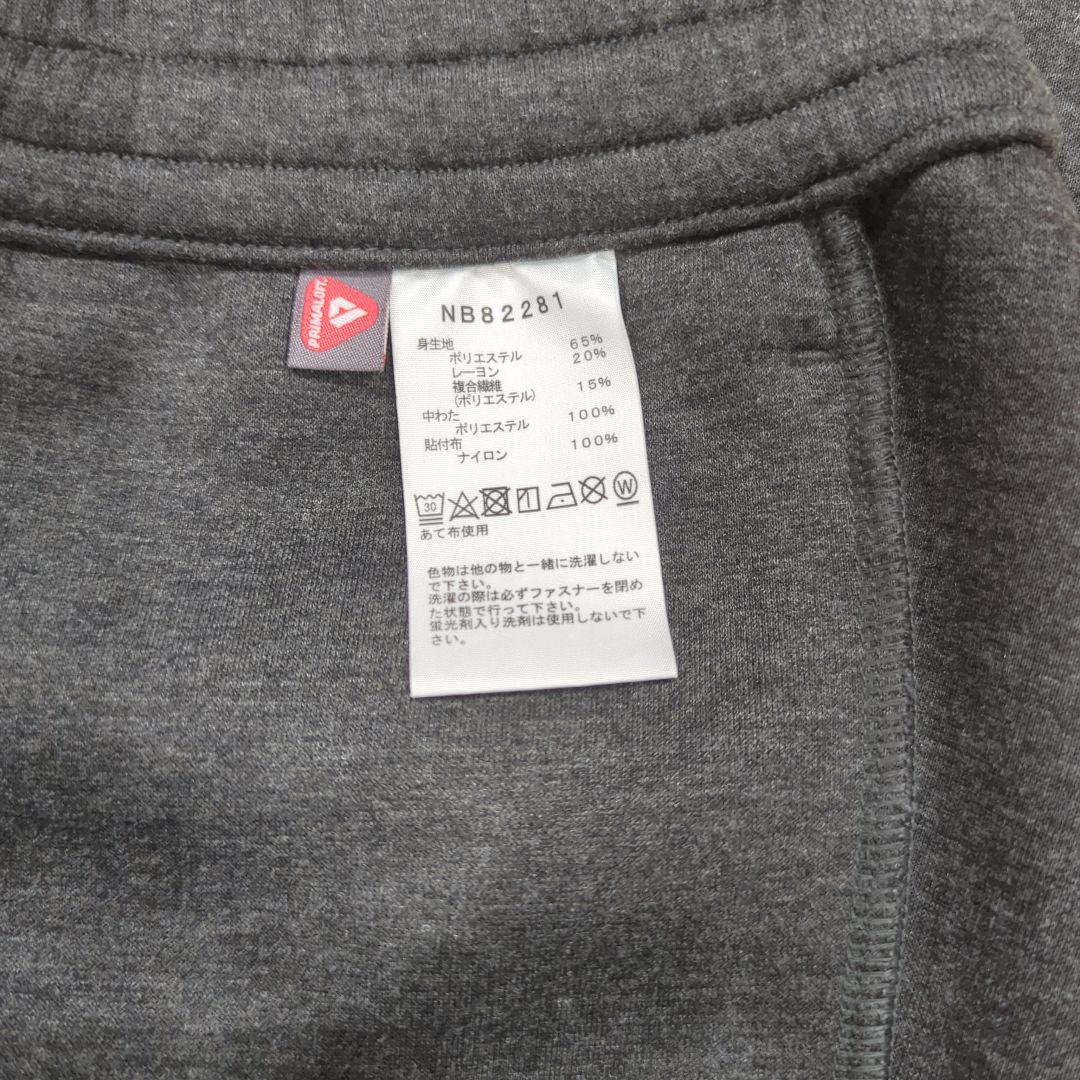 PRIMALOFT
NB82281
身生地
ポリエステル 65%
レーヨン 20%
複合繊維
(ポリエステル) 15%
中わた
ポリエステル 100%
貼付布
ナイロン 100%
30 W
あて布使用
色物は他の物と一緒に洗濯しない
で下さい。
洗濯の際は必ずファスナーを閉め
た状態で行って下さい。
蛍光剤入り洗剤は使用しないで下
さい。